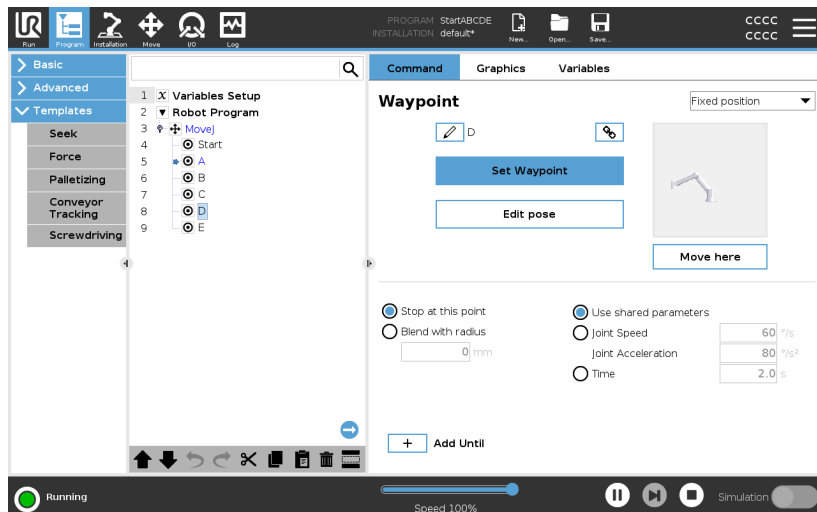 UR
PROGRAM StartABCDE
INSTALLATION default*
CCCC
CCCC
Run Program Installation Move I/O Log New... Open... Save...
Basic
Advanced
Templates
Seek
Force
Palletizing
Conveyor
Tracking
Screwdriving
1 X Variables Setup
2 Robot Program
3 MoveJ
4 Start
5 A
6 B
7 C
8 D
9 E
Command Graphics Variables
Waypoint
Fixed position
D
Set Waypoint
Edit pose
Move here
Stop at this point
Blend with radius
0 mm
Use shared parameters
Joint Speed 60 °/s
Joint Acceleration 80 °/s²
Time 2.0 s
+ Add Until
Running
Speed 100%
Simulation